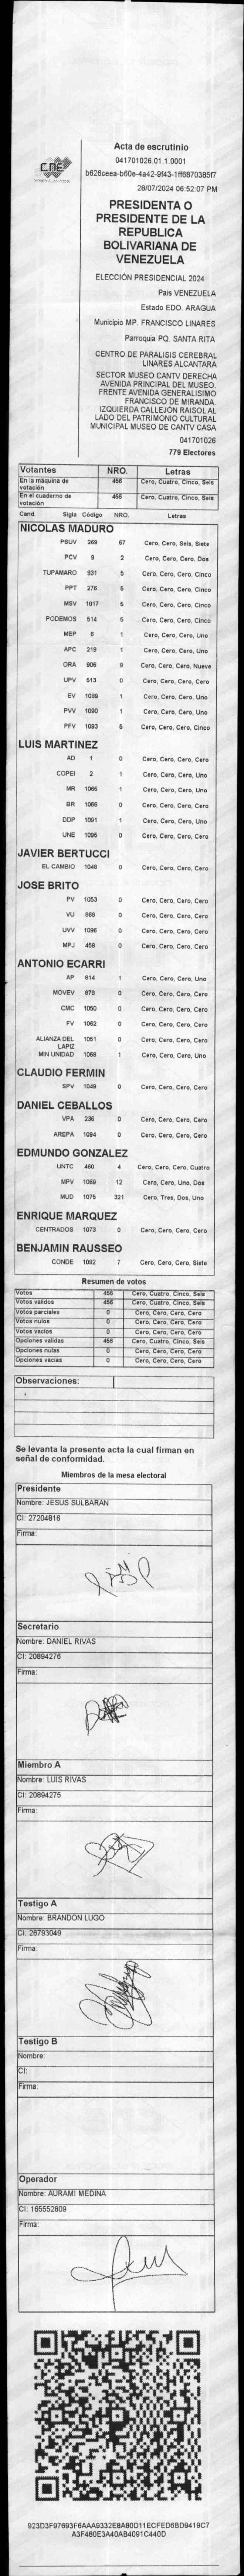 CNE
Acta de escrutinio
041701026.01.1.0001
b626ceea-b60e-4a42-9f43-1ff6870385f7
28/07/2024 06:52:07 PM
PRESIDENTA O
PRESIDENTE DE LA
REPUBLICA
BOLIVARIANA DE
VENEZUELA
ELECCIÓN PRESIDENCIAL 2024
Pais VENEZUELA
Estado EDO. ARAGUA
Municipio MP. FRANCISCO LINARES
Parroquia PQ. SANTA RITA
CENTRO DE PARALISIS CEREBRAL
LINARES ALCANTARA
SECTOR MUSEO CANTV DERECHA
AVENIDA PRINCIPAL DEL MUSEO.
FRENTE AVENIDA GENERALISIMO
FRANCISCO DE MIRANDA.
IZQUIERDA CALLEJÓN RAISOL AL
LADO DEL PATRIMONIO CULTURAL
MUNICIPAL MUSEO DE CANTV CASA
041701026
779 Electores
Votantes NRO. Letras
En la máquina de votación 456 Cero, Cuatro, Cinco, Seis
En el cuaderno de votación 456 Cero, Cuatro, Cinco, Seis
Cand. Sigla Código NRO. Letras
NICOLAS MADURO
PSUV 269 67 Cero, Cero, Seis, Siete
PCV 9 2 Cero, Cero, Cero, Dos
TUPAMARO 931 5 Cero, Cero, Cero, Cinco
PPT 276 5 Cero, Cero, Cero, Cinco
MSV 1017 5 Cero, Cero, Cero, Cinco
PODEMOS 514 5 Cero, Cero, Cero, Cinco
MEP 6 1 Cero, Cero, Cero, Uno
APC 219 1 Cero, Cero, Cero, Uno
ORA 906 9 Cero, Cero, Cero, Nueve
UPV 513 0 Cero, Cero, Cero, Cero
EV 1099 1 Cero, Cero, Cero, Uno
PVV 1090 1 Cero, Cero, Cero, Uno
PFV 1093 5 Cero, Cero, Cero, Cinco
LUIS MARTINEZ
AD 1 0 Cero, Cero, Cero, Cero
COPEI 2 1 Cero, Cero, Cero, Uno
MR 1065 1 Cero, Cero, Cero, Uno
BR 1066 0 Cero, Cero, Cero, Cero
DDP 1091 1 Cero, Cero, Cero, Uno
UNE 1095 0 Cero, Cero, Cero, Cero
JAVIER BERTUCCI
EL CAMBIO 1048 0 Cero, Cero, Cero, Cero
JOSE BRITO
PV 1053 0 Cero, Cero, Cero, Cero
VU 668 0 Cero, Cero, Cero, Cero
UVV 1096 0 Cero, Cero, Cero, Cero
MPJ 458 0 Cero, Cero, Cero, Cero
ANTONIO ECARRI
AP 814 1 Cero, Cero, Cero, Uno
MOVEV 879 0 Cero, Cero, Cero, Cero
CMC 1050 0 Cero, Cero, Cero, Cero
FV 1062 0 Cero, Cero, Cero, Cero
ALIANZA DEL LAPIZ 1051 0 Cero, Cero, Cero, Cero
MIN UNIDAD 1069 1 Cero, Cero, Cero, Uno
CLAUDIO FERMIN
SPV 1049 0 Cero, Cero, Cero, Cero
DANIEL CEBALLOS
VPA 236 0 Cero, Cero, Cero, Cero
AREPA 1094 0 Cero, Cero, Cero, Cero
EDMUNDO GONZALEZ
UNTC 460 4 Cero, Cero, Cero, Cuatro
MPV 1069 12 Cero, Cero, Uno, Dos
MUD 1075 321 Cero, Tres, Dos, Uno
ENRIQUE MARQUEZ
CENTRADOS 1073 0 Cero, Cero, Cero, Cero
BENJAMIN RAUSSEO
CONDE 1092 7 Cero, Cero, Cero, Siete
Resumen de votos
Votos 456 Cero, Cuatro, Cinco, Seis
Votos validos 456 Cero, Cuatro, Cinco, Seis
Votos parciales 0 Cero, Cero, Cero, Cero
Votos nulos 0 Cero, Cero, Cero, Cero
Votos vacios 0 Cero, Cero, Cero, Cero
Opciones validas 456 Cero, Cuatro, Cinco, Seis
Opciones nulas 0 Cero, Cero, Cero, Cero
Opciones vacias 0 Cero, Cero, Cero, Cero
Observaciones:
Se levanta la presente acta la cual firman en
señal de conformidad.
Miembros de la mesa electoral
Presidente
Nombre: JESUS SULBARAN
CI: 27204816
Firma:
Secretario
Nombre: DANIEL RIVAS
CI: 20894276
Firma:
Miembro A
Nombre: LUIS RIVAS
CI: 20894275
Firma:
Testigo A
Nombre: BRANDON LUGO
CI: 26793049
Firma:
Testigo B
Nombre:
CI:
Firma:
Operador
Nombre: AURAMI MEDINA
CI: 165552809
Firma:
923D3F97693F6AAA9332E8A80D11ECFED6BD9419C7
A3F480E3A40AB4091C440D